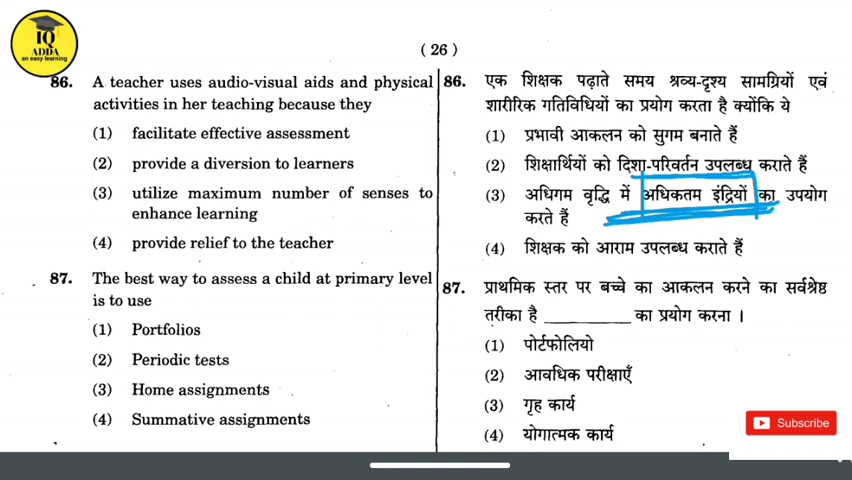 IQ
ADDA
an easy learning
( 26 )
86. A teacher uses audio-visual aids and physical
activities in her teaching because they
(1) facilitate effective assessment
(2) provide a diversion to learners
(3) utilize maximum number of senses to
enhance learning
(4) provide relief to the teacher
87. The best way to assess a child at primary level
is to use
(1) Portfolios
(2) Periodic tests
(3) Home assignments
(4) Summative assignments
86. एक शिक्षक पढ़ाते समय श्रव्य-दृश्य सामग्रियों एवं
शारीरिक गतिविधियों का प्रयोग करता है क्योंकि ये
(1) प्रभावी आकलन को सुगम बनाते हैं
(2) शिक्षार्थियों को दिशा-परिवर्तन उपलब्ध कराते हैं
(3) अधिगम वृद्धि में अधिकतम इंद्रियों का उपयोग
करते हैं
(4) शिक्षक को आराम उपलब्ध कराते हैं
87. प्राथमिक स्तर पर बच्चे का आकलन करने का सर्वश्रेष्ठ
तरीका है __________ का प्रयोग करना ।
(1) पोर्टफोलियो
(2) आवधिक परीक्षाएँ
(3) गृह कार्य
(4) योगात्मक कार्य
Subscribe